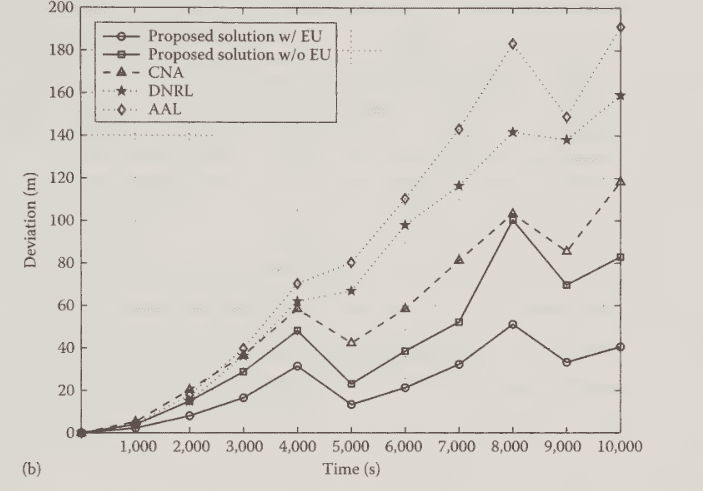 200
180
160
140
120
100
80
60
40
20
0
Deviation (m)
Proposed solution w/ EU
Proposed solution w/o EU
CNA
DNRL
AAL
1,000 2,000 3,000 4,000 5,000 6,000 7,000 8,000 9,000 10,000
(b) Time (s)